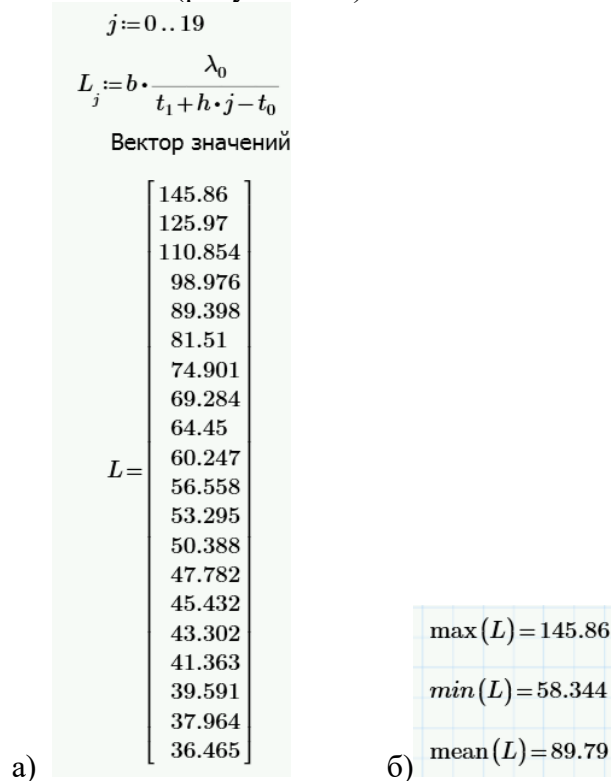 j:=0..19
L_j:=b·λ_0/(t_1+h·j−t_0)
Вектор значений
145.86
125.97
110.854
98.976
89.398
81.51
74.901
69.284
64.45
L= 60.247
56.558
53.295
50.388
47.782
45.432
43.302
41.363
39.591
37.964
36.465
а)
max(L)=145.86
min(L)=58.344
mean(L)=89.79
б)